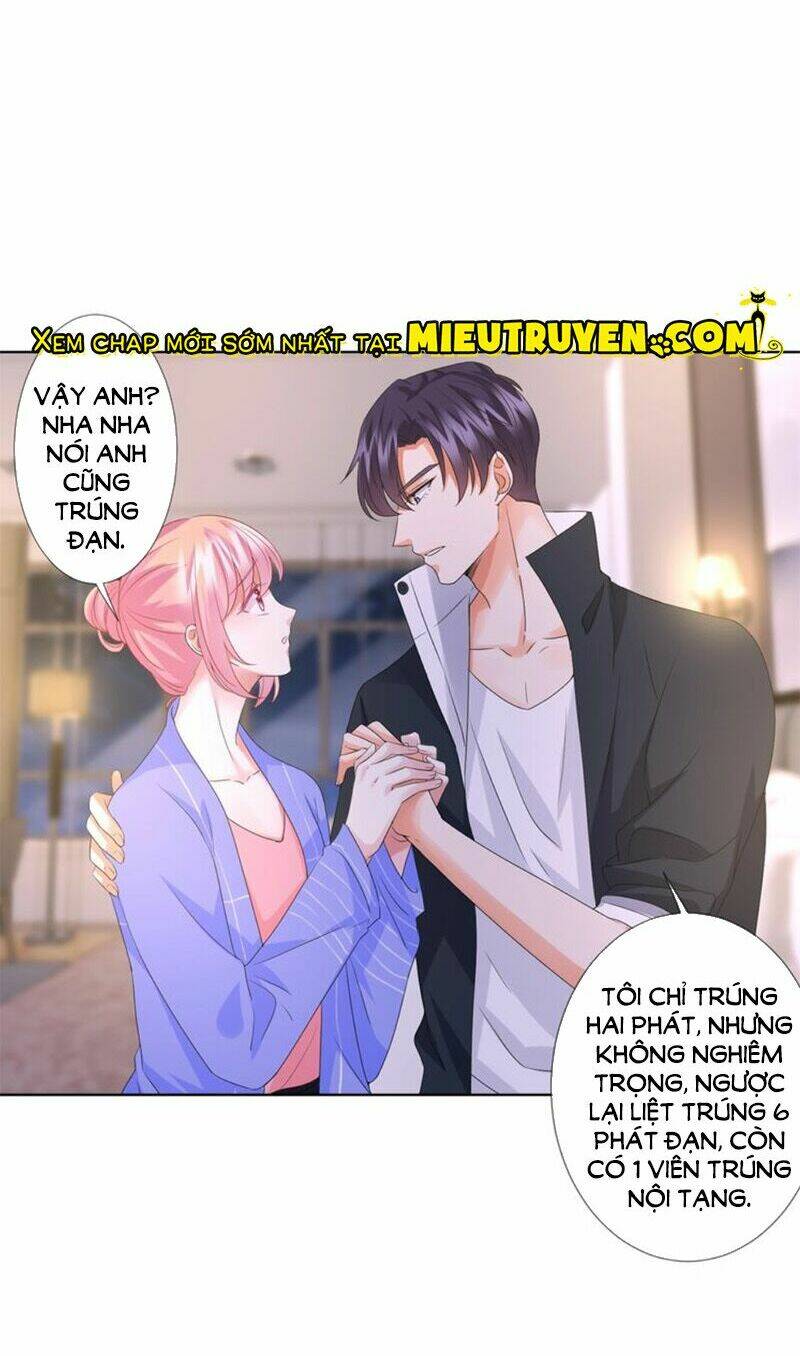 XEM CHAP MỚI SỚM NHẤT TẠI MIEUTRUYEN.COM
VẬY ANH?
NHA NHA
NÓI ANH
CŨNG
TRÚNG
ĐẠN.
TÔI CHỈ TRÚNG
HAI PHÁT, NHƯNG
KHÔNG NGHIÊM
TRỌNG, NGƯỢC
LẠI LIỆT TRÚNG 6
PHÁT ĐẠN, CÒN
CÓ 1 VIÊN TRÚNG
NỘI TẠNG.